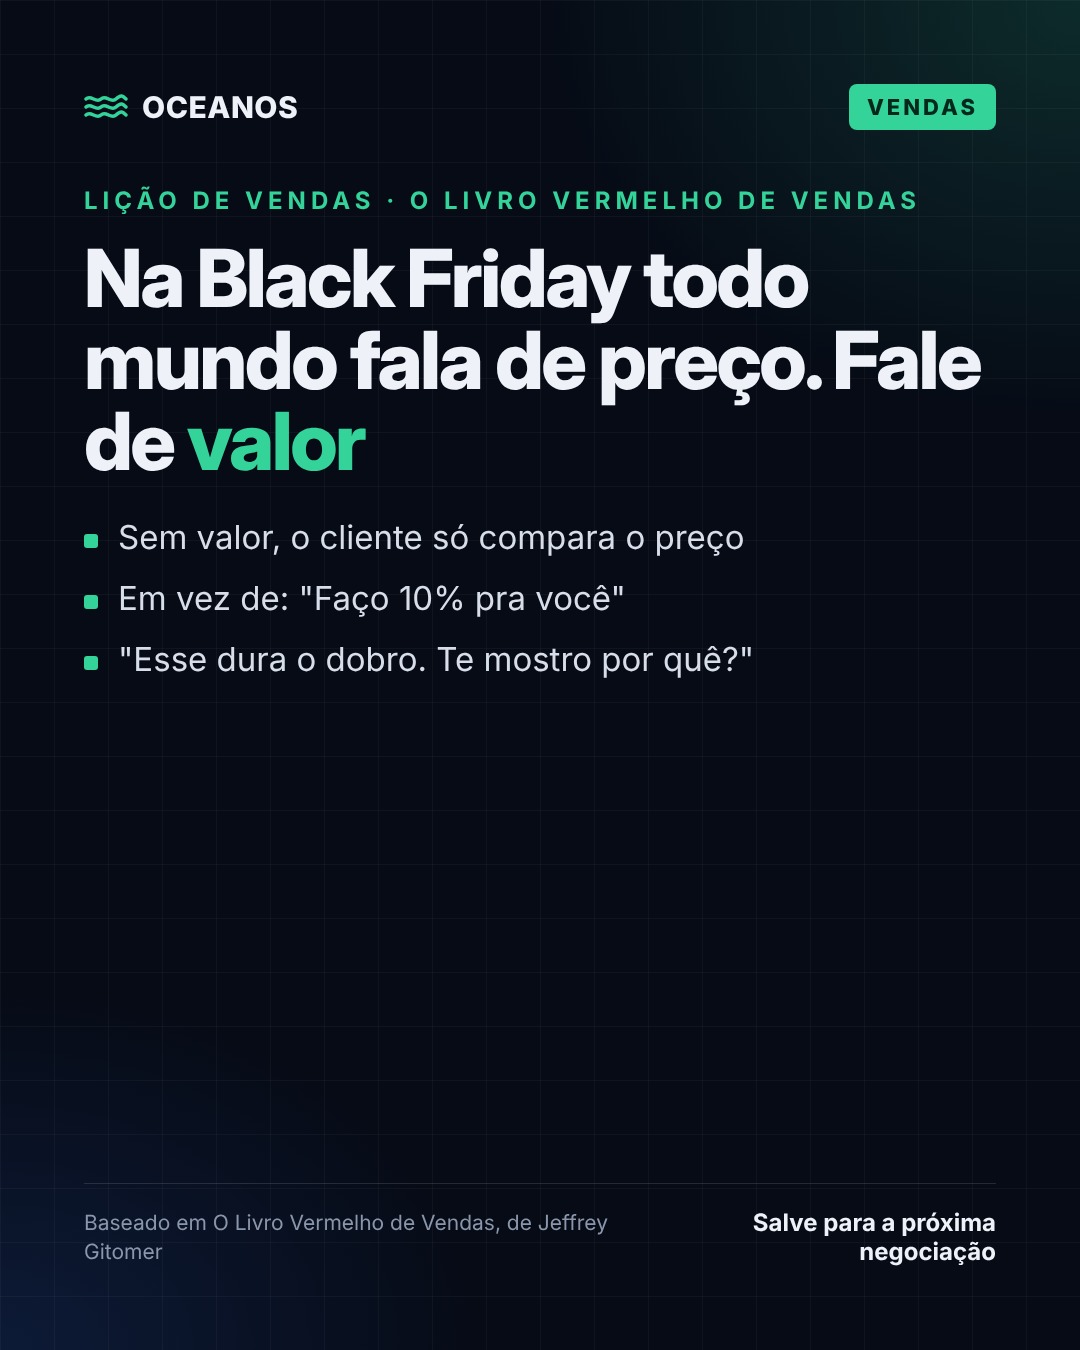 OCEANOS
VENDAS
LIÇÃO DE VENDAS · O LIVRO VERMELHO DE VENDAS
Na Black Friday todo
mundo fala de preço. Fale
de valor
Sem valor, o cliente só compara o preço
Em vez de: "Faço 10% pra você"
"Esse dura o dobro. Te mostro por quê?"
Baseado em O Livro Vermelho de Vendas, de Jeffrey
Gitomer
Salve para a próxima
negociação